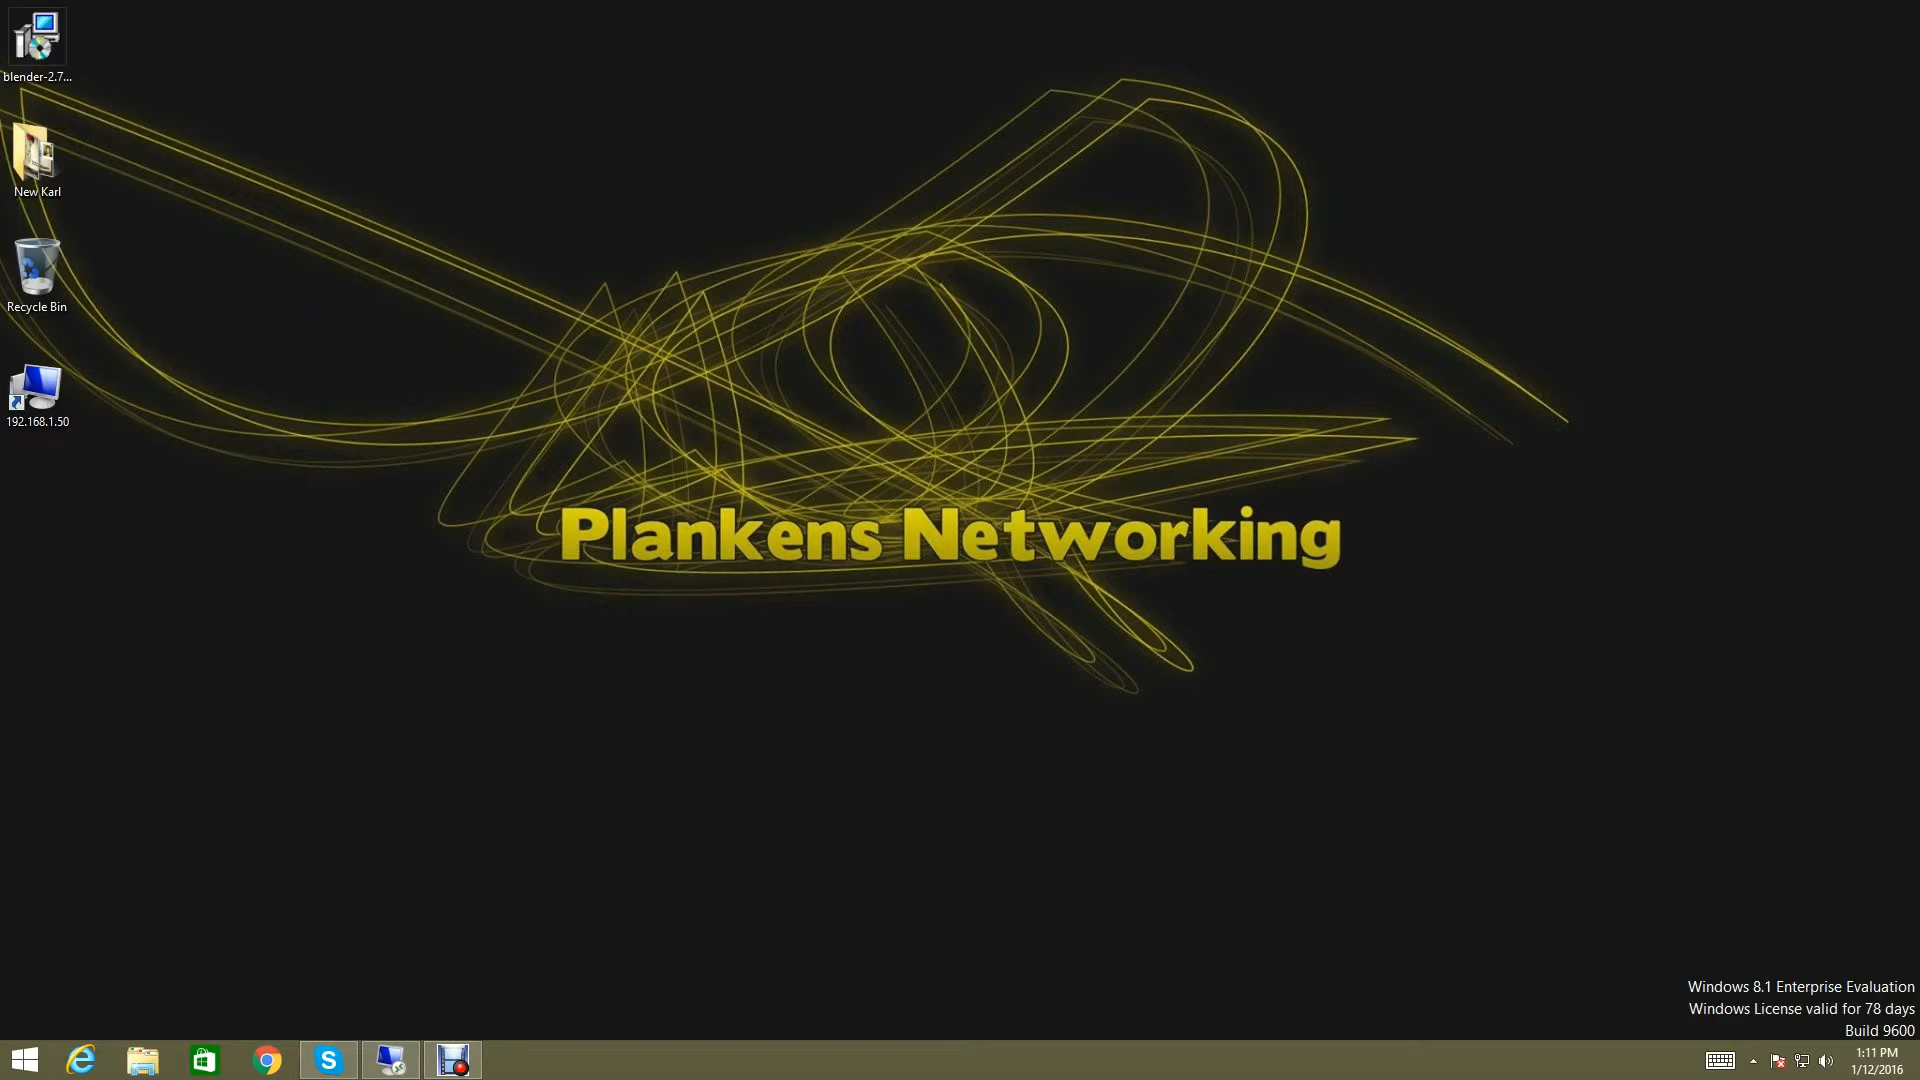 blender-2.7...
New Karl
Recycle Bin
192.168.1.50
Plankens Networking
Windows 8.1 Enterprise Evaluation
Windows License valid for 78 days
Build 9600
1:11 PM
1/12/2016